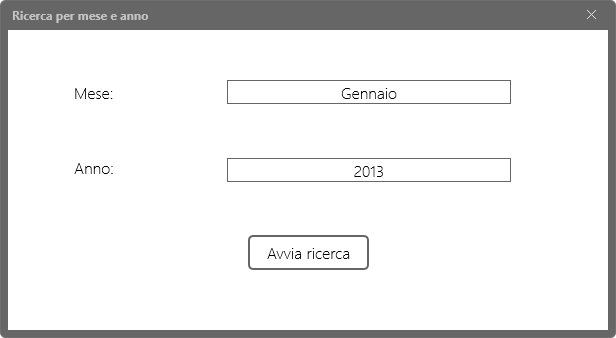 Ricerca per mese e anno
Mese: Gennaio
Anno: 2013
Avvia ricerca